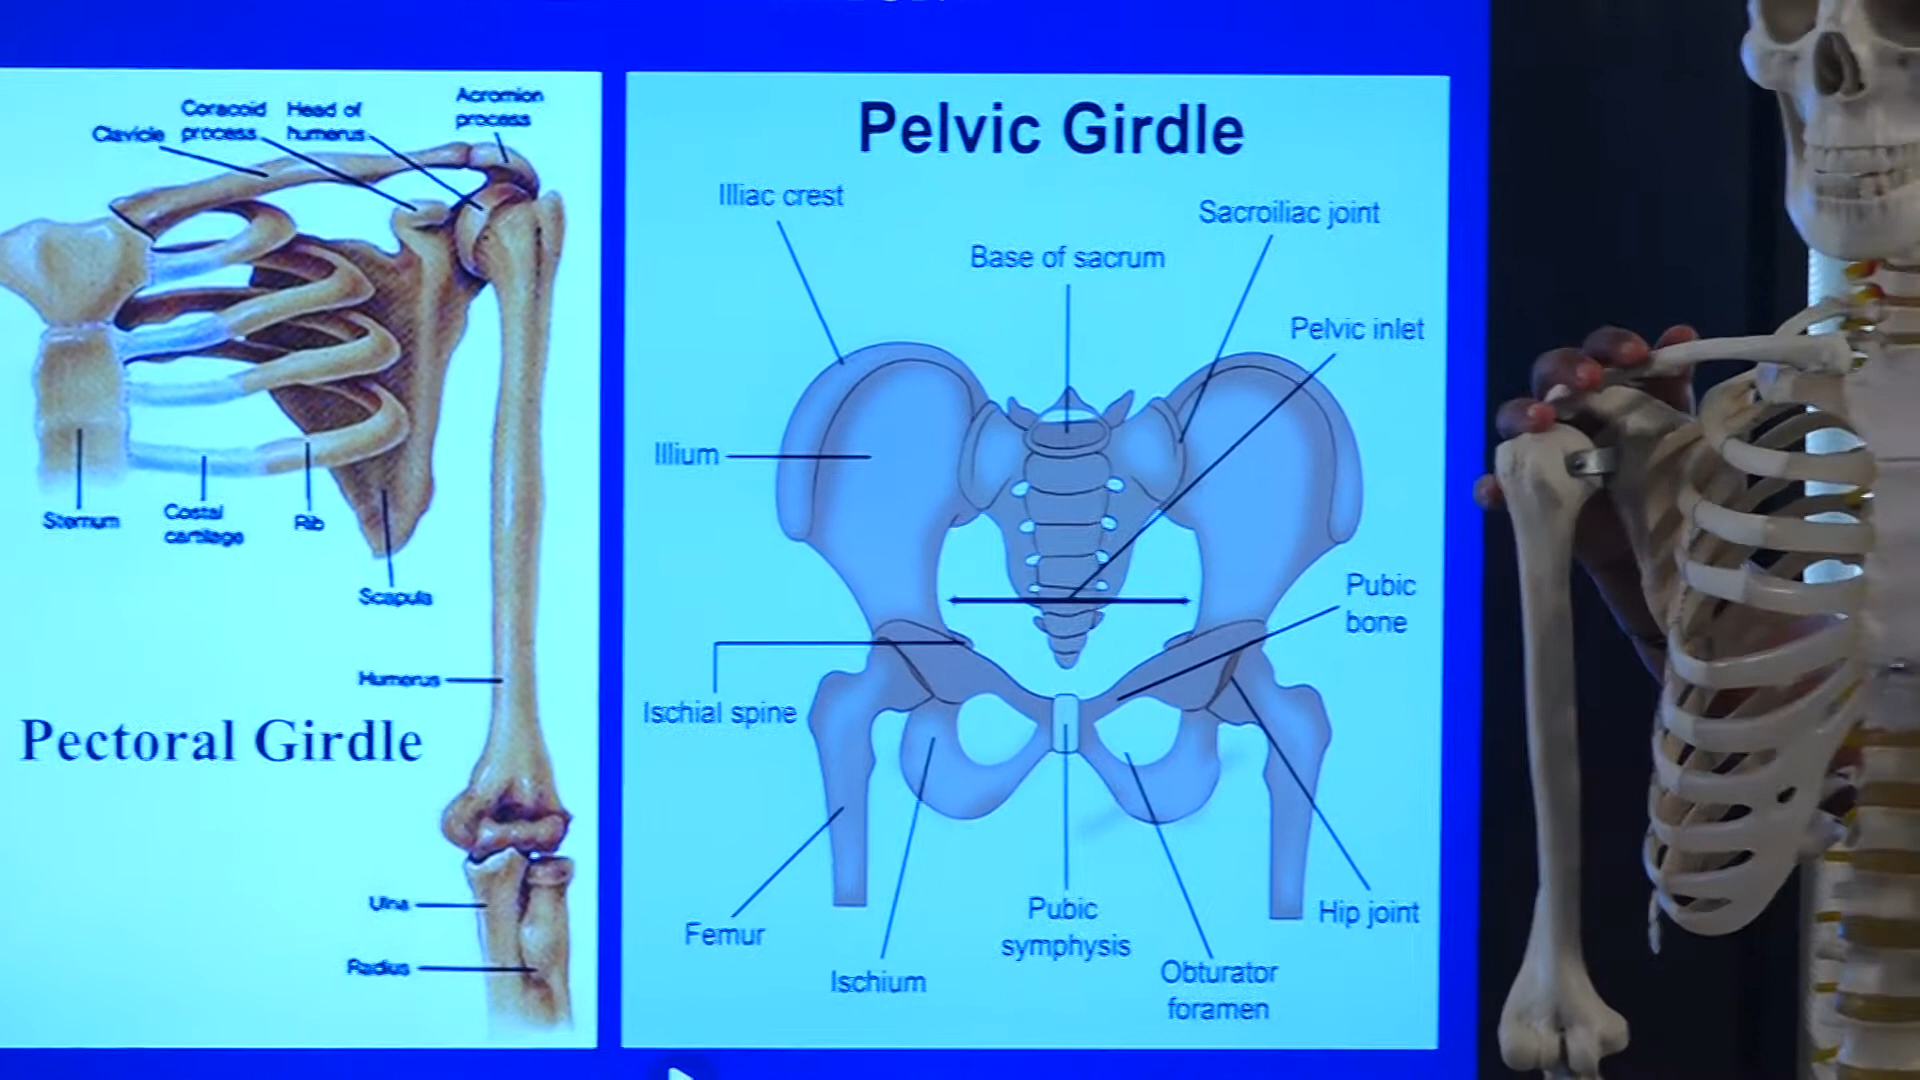 Coracoid
process
Head of
humerus
Acromion
process
Clavicle
Sternum
Costal
cartilage
Rib
Scapula
Humerus
Pectoral Girdle
Ulna
Radius
Pelvic Girdle
Illiac crest
Sacroiliac joint
Base of sacrum
Pelvic inlet
Illium
Pubic
bone
Ischial spine
Femur
Ischium
Pubic
symphysis
Obturator
foramen
Hip joint